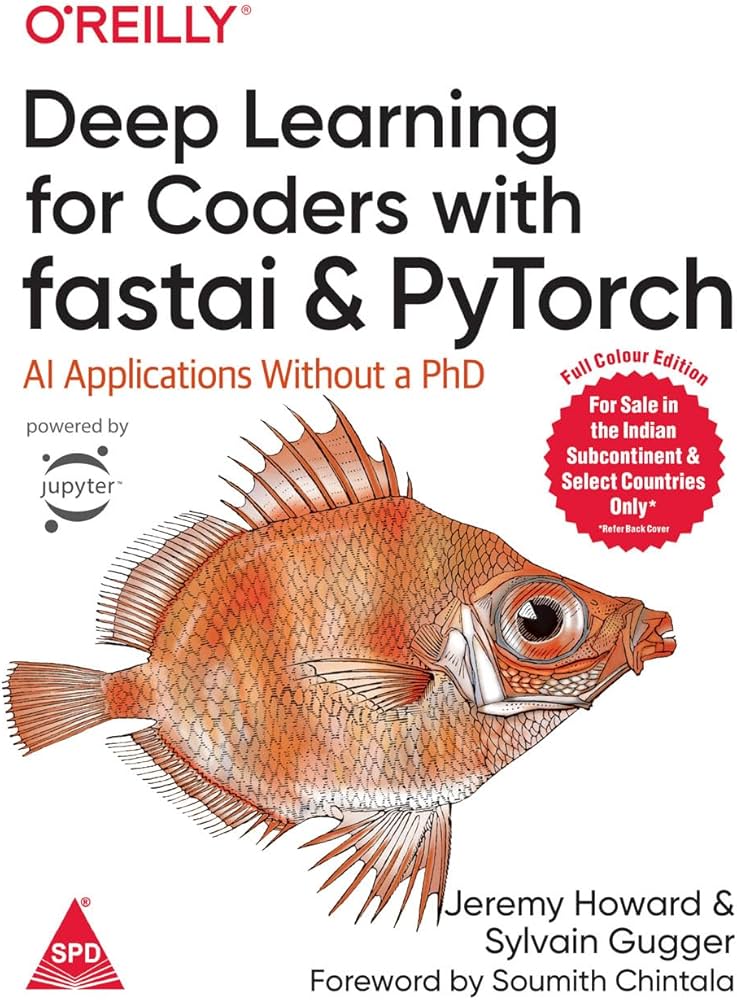 O'REILLY®
Deep Learning
for Coders with
fastai & PyTorch
AI Applications Without a PhD
powered by
jupyter™
Full Colour Edition
For Sale in
the Indian
Subcontinent &
Select Countries
Only*
*Refer Back Cover
Jeremy Howard &
Sylvain Gugger
Foreword by Soumith Chintala
SPD®